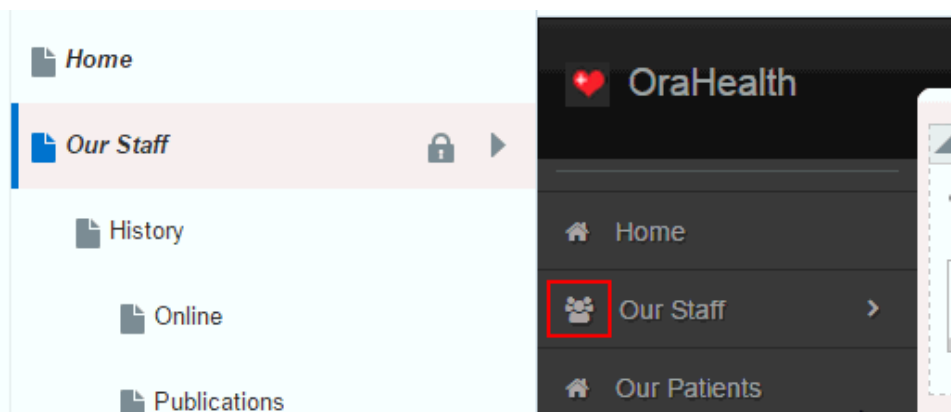 Home
Our Staff
History
Online
Publications
OraHealth
Home
Our Staff
Our Patients